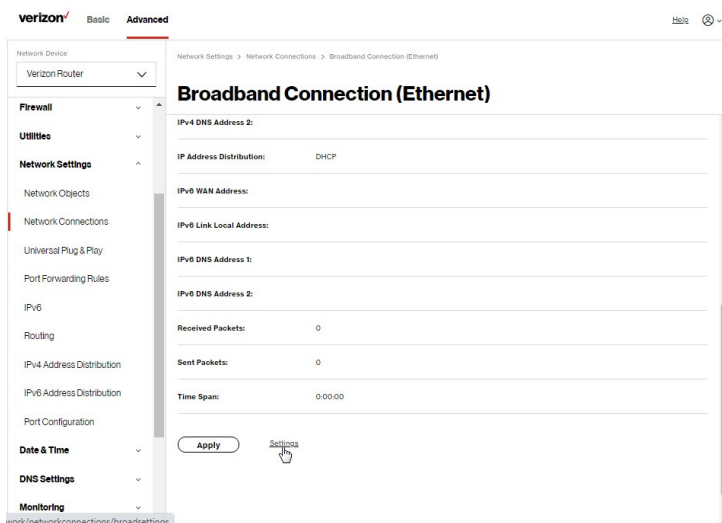 verizon Basic Advanced Help
Network Device
Verizon Router
Firewall
Utilities
Network Settings
Network Objects
Network Connections
Universal Plug & Play
Port Forwarding Rules
IPv6
Routing
IPv4 Address Distribution
IPv6 Address Distribution
Port Configuration
Date & Time
DNS Settings
Monitoring
work/networkconnections/broadsettings
Network Settings > Network Connections > Broadband Connection (Ethernet)
Broadband Connection (Ethernet)
IPv4 DNS Address 2:
IP Address Distribution: DHCP
IPv6 WAN Address:
IPv6 Link Local Address:
IPv6 DNS Address 1:
IPv6 DNS Address 2:
Received Packets: 0
Sent Packets: 0
Time Span: 0:00:00
Apply Settings